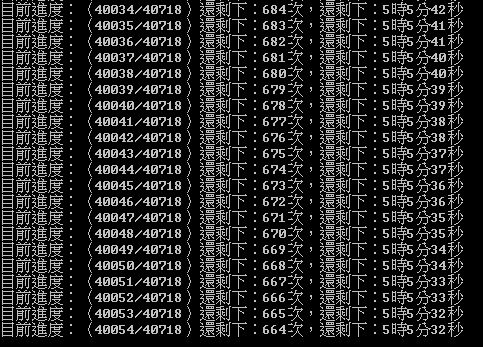 目前進度：(40034/40718)還剩下：684次，還剩下：5時5分42秒
目前進度：(40035/40718)還剩下：683次，還剩下：5時5分41秒
目前進度：(40036/40718)還剩下：682次，還剩下：5時5分41秒
目前進度：(40037/40718)還剩下：681次，還剩下：5時5分40秒
目前進度：(40038/40718)還剩下：680次，還剩下：5時5分40秒
目前進度：(40039/40718)還剩下：679次，還剩下：5時5分39秒
目前進度：(40040/40718)還剩下：678次，還剩下：5時5分39秒
目前進度：(40041/40718)還剩下：677次，還剩下：5時5分38秒
目前進度：(40042/40718)還剩下：676次，還剩下：5時5分38秒
目前進度：(40043/40718)還剩下：675次，還剩下：5時5分37秒
目前進度：(40044/40718)還剩下：674次，還剩下：5時5分37秒
目前進度：(40045/40718)還剩下：673次，還剩下：5時5分36秒
目前進度：(40046/40718)還剩下：672次，還剩下：5時5分36秒
目前進度：(40047/40718)還剩下：671次，還剩下：5時5分35秒
目前進度：(40048/40718)還剩下：670次，還剩下：5時5分35秒
目前進度：(40049/40718)還剩下：669次，還剩下：5時5分34秒
目前進度：(40050/40718)還剩下：668次，還剩下：5時5分34秒
目前進度：(40051/40718)還剩下：667次，還剩下：5時5分33秒
目前進度：(40052/40718)還剩下：666次，還剩下：5時5分33秒
目前進度：(40053/40718)還剩下：665次，還剩下：5時5分32秒
目前進度：(40054/40718)還剩下：664次，還剩下：5時5分32秒